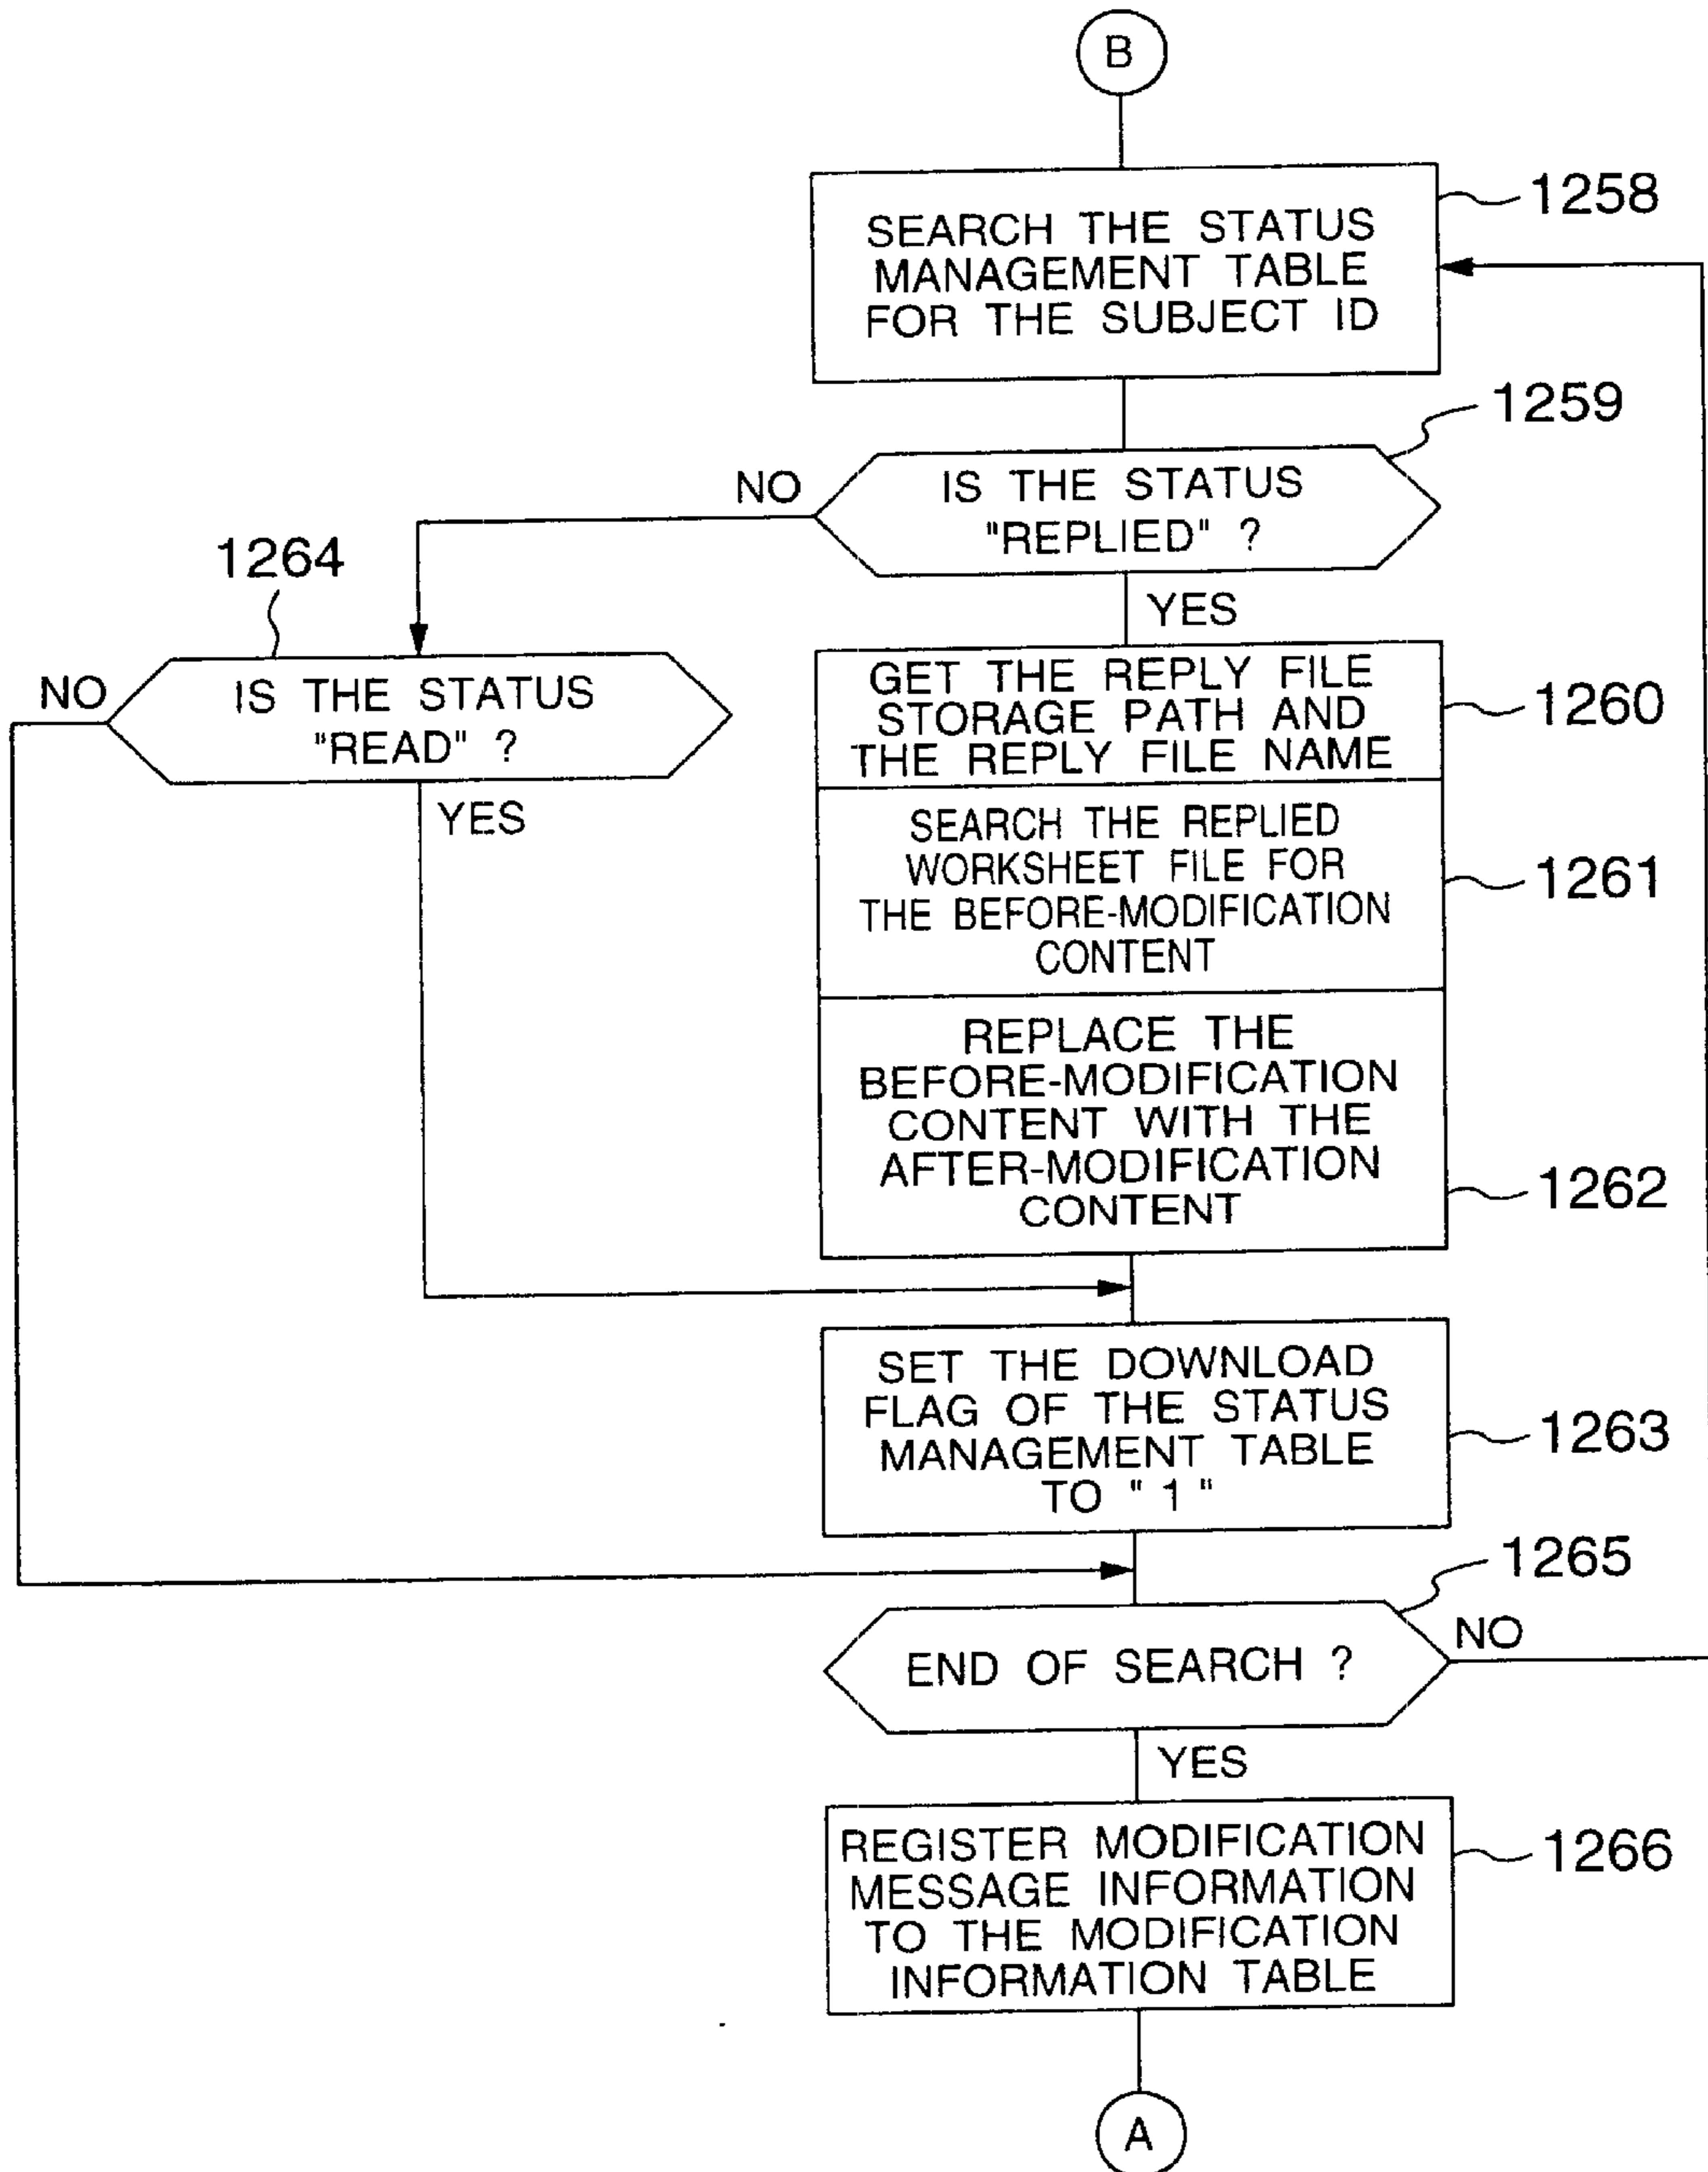 B
1258
SEARCH THE STATUS
MANAGEMENT TABLE
FOR THE SUBJECT ID
1259
NO
IS THE STATUS
"REPLIED" ?
YES
1264
NO
IS THE STATUS
"READ" ?
YES
GET THE REPLY FILE
STORAGE PATH AND
THE REPLY FILE NAME
1260
SEARCH THE REPLIED
WORKSHEET FILE FOR
THE BEFORE-MODIFICATION
CONTENT
1261
REPLACE THE
BEFORE-MODIFICATION
CONTENT WITH THE
AFTER-MODIFICATION
CONTENT
1262
SET THE DOWNLOAD
FLAG OF THE STATUS
MANAGEMENT TABLE
TO " 1 "
1263
1265
END OF SEARCH ?
NO
YES
REGISTER MODIFICATION
MESSAGE INFORMATION
TO THE MODIFICATION
INFORMATION TABLE
1266
A